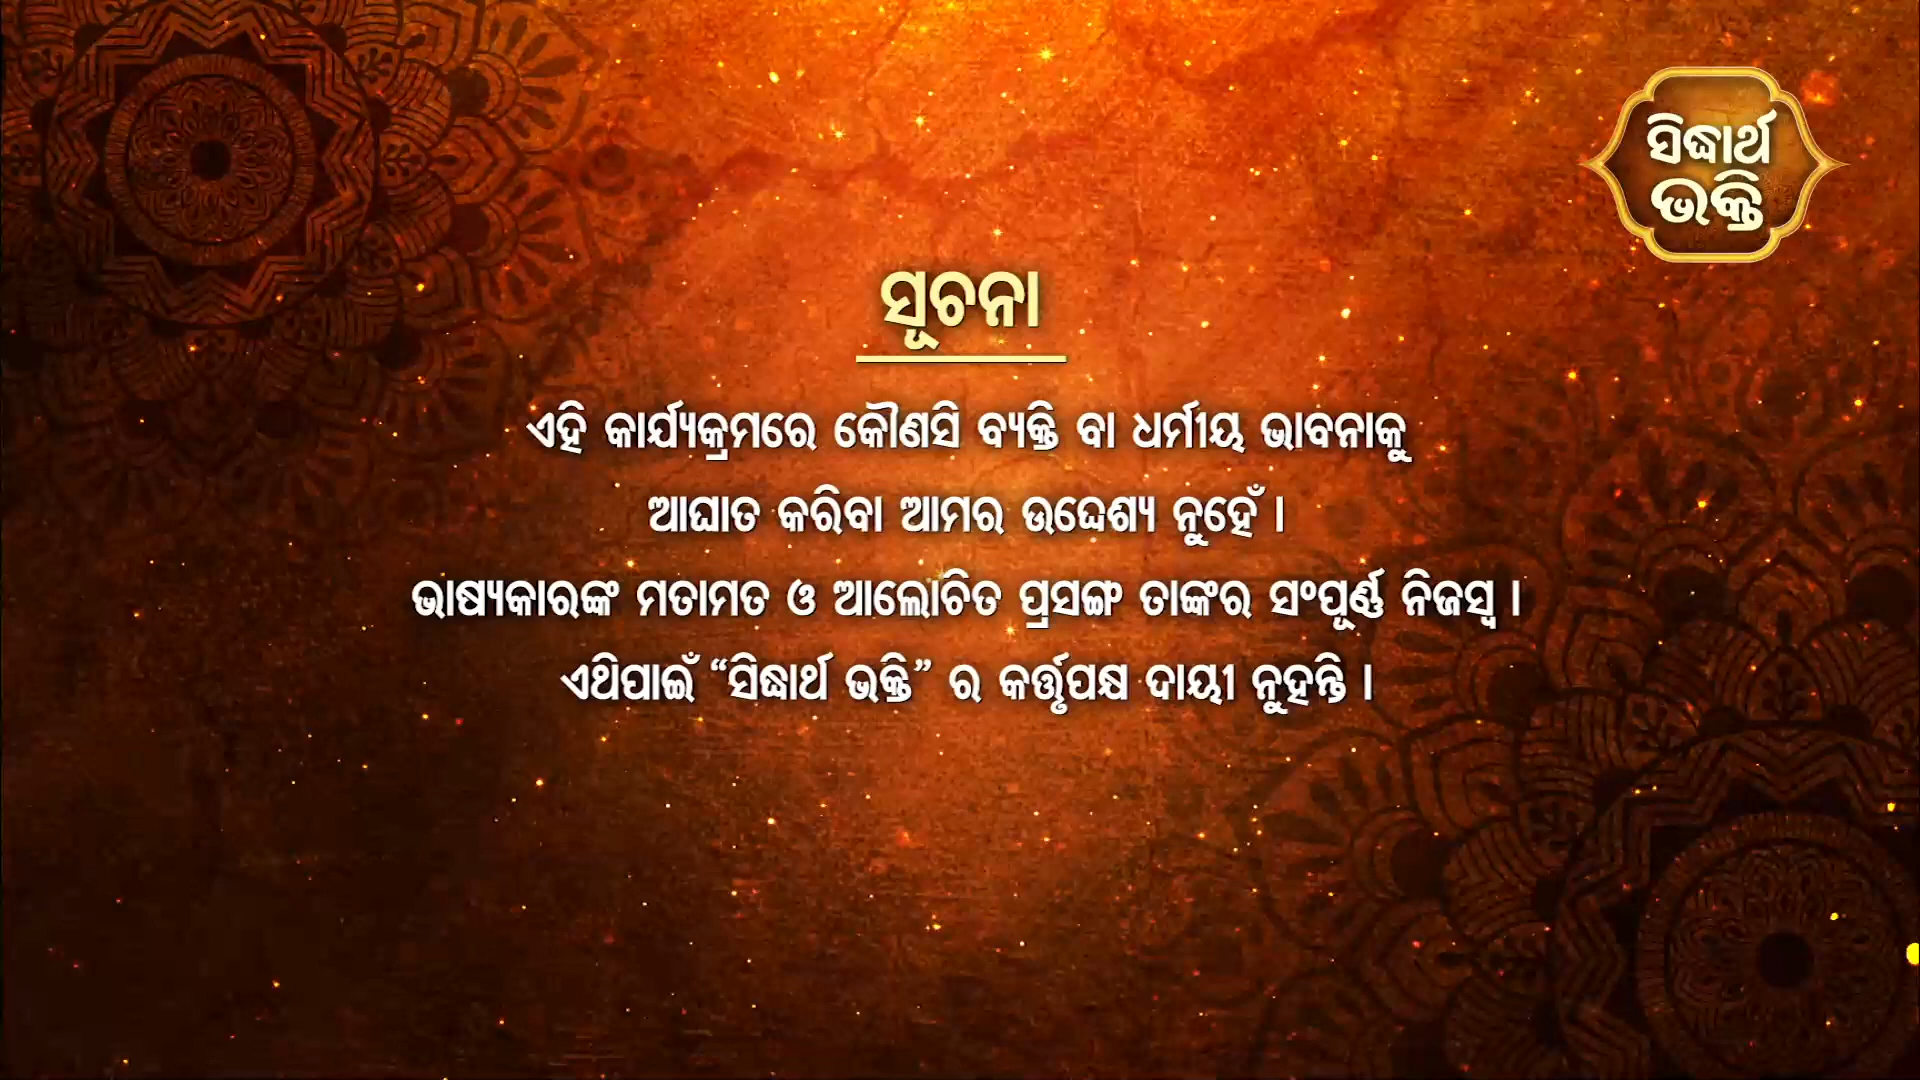 ସିଦ୍ଧାର୍ଥ
ଭକ୍ତି
ସୂଚନା
ଏହି କାର୍ଯ୍ୟକ୍ରମରେ କୌଣସି ବ୍ୟକ୍ତି ବା ଧର୍ମୀୟ ଭାବନାକୁ
ଆଘାତ କରିବା ଆମର ଉଦ୍ଦେଶ୍ୟ ନୁହେଁ ।
ଭାଷ୍ୟକାରଙ୍କ ମତାମତ ଓ ଆଲୋଚିତ ପ୍ରସଙ୍ଗ ତାଙ୍କର ସଂପୂର୍ଣ୍ଣ ନିଜସ୍ୱ ।
ଏଥିପାଇଁ “ସିଦ୍ଧାର୍ଥ ଭକ୍ତି” ର କର୍ତ୍ତୃପକ୍ଷ ଦାୟୀ ନୁହନ୍ତି ।